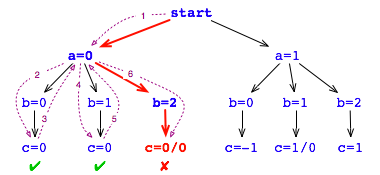 start
1
a=0 a=1
2 4 6
b=0 b=1 b=2 b=0 b=1 b=2
3 5
c=0 c=0 c=0/0 c=-1 c=1/0 c=1
✔ ✔ ✘